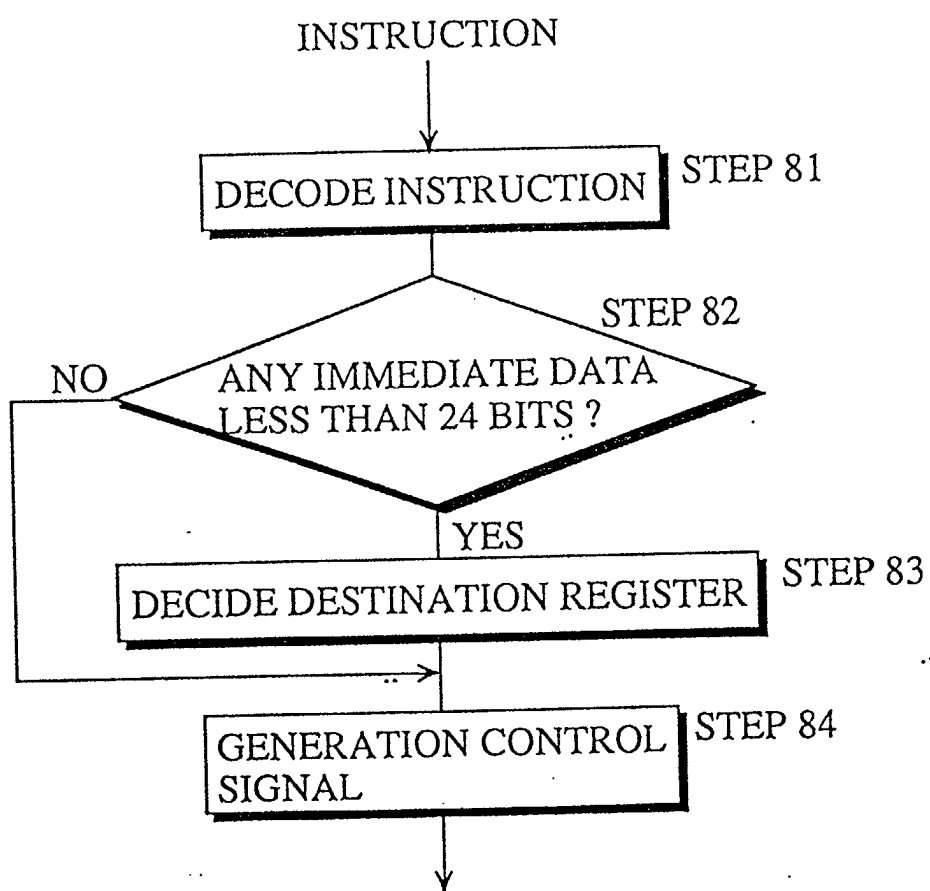 INSTRUCTION
DECODE INSTRUCTION
STEP 81
STEP 82
ANY IMMEDIATE DATA
LESS THAN 24 BITS ?
NO
YES
DECIDE DESTINATION REGISTER
STEP 83
GENERATION CONTROL
SIGNAL
STEP 84